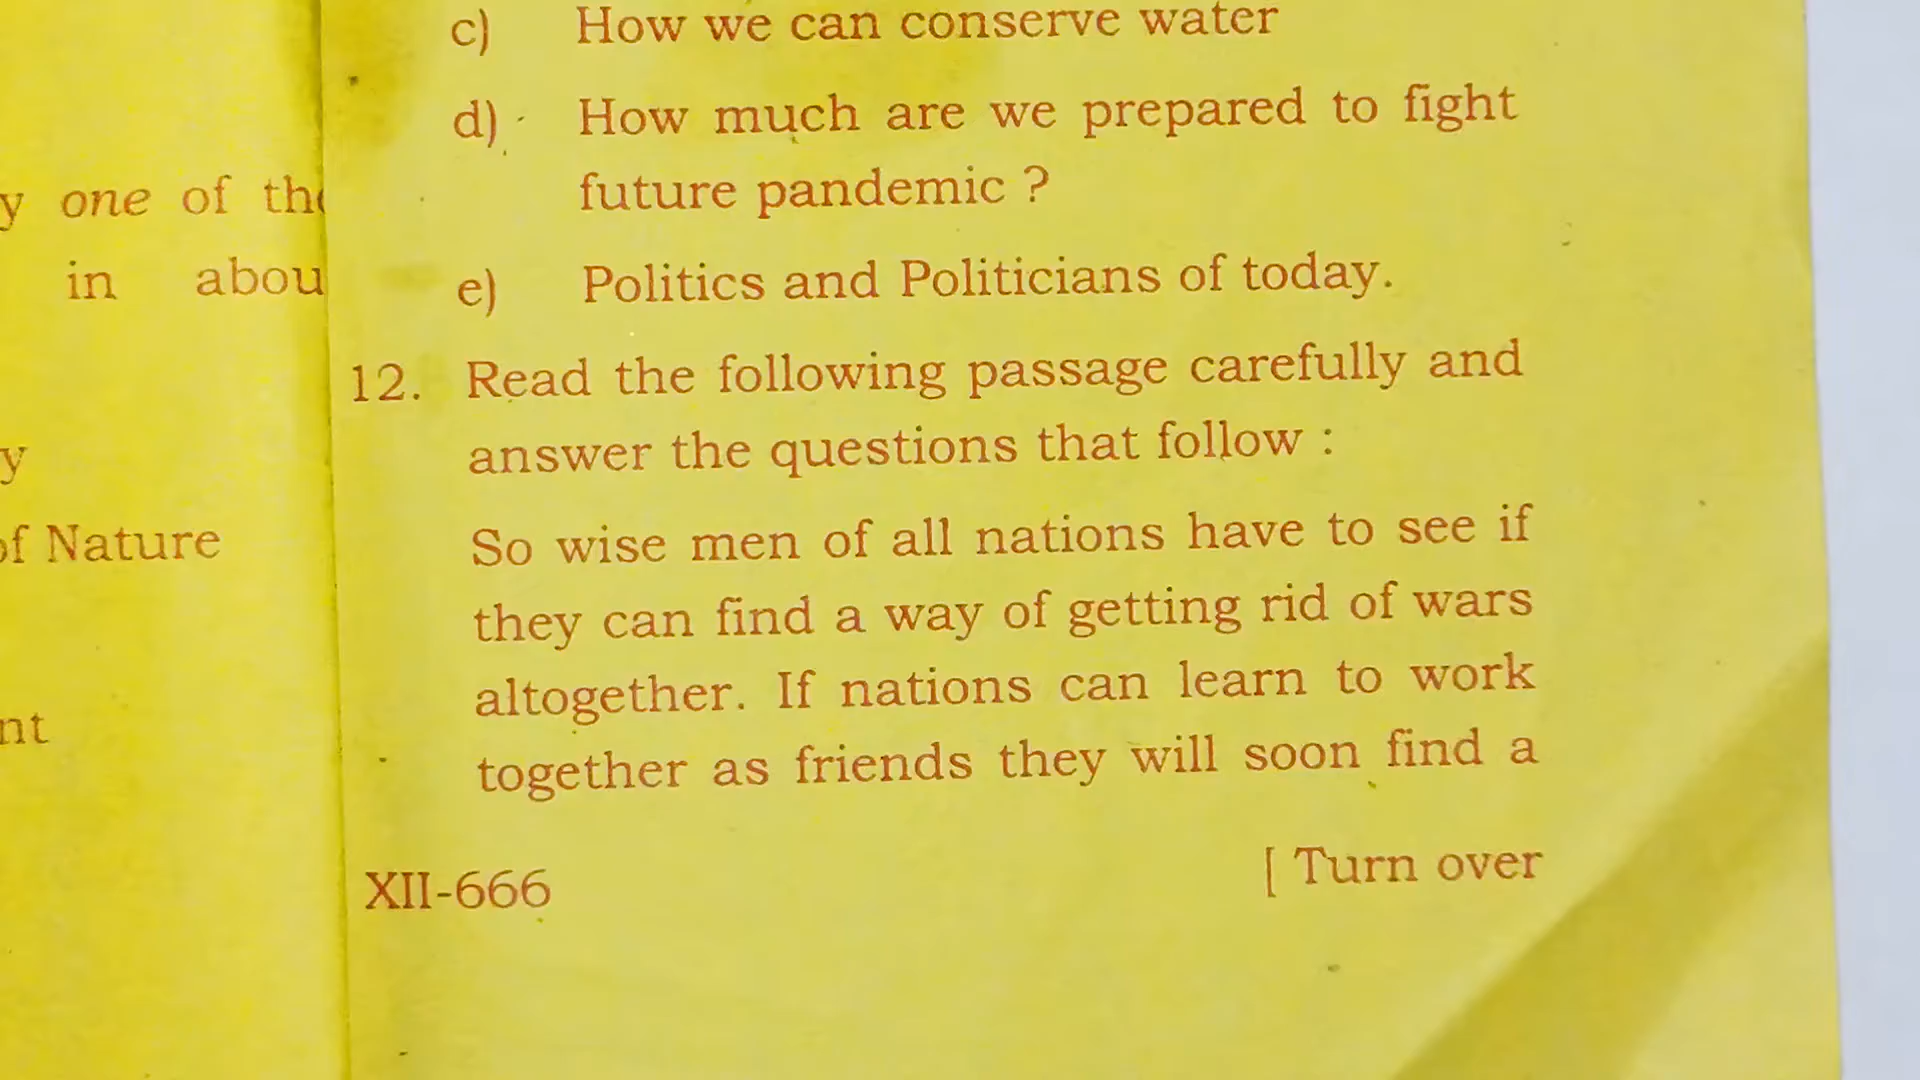 y one of the
in abou
y
of Nature
nt
c) How we can conserve water
d) How much are we prepared to fight
future pandemic ?
e) Politics and Politicians of today.
12. Read the following passage carefully and
answer the questions that follow :
So wise men of all nations have to see if
they can find a way of getting rid of wars
altogether. If nations can learn to work
together as friends they will soon find a
XII-666
[ Turn over